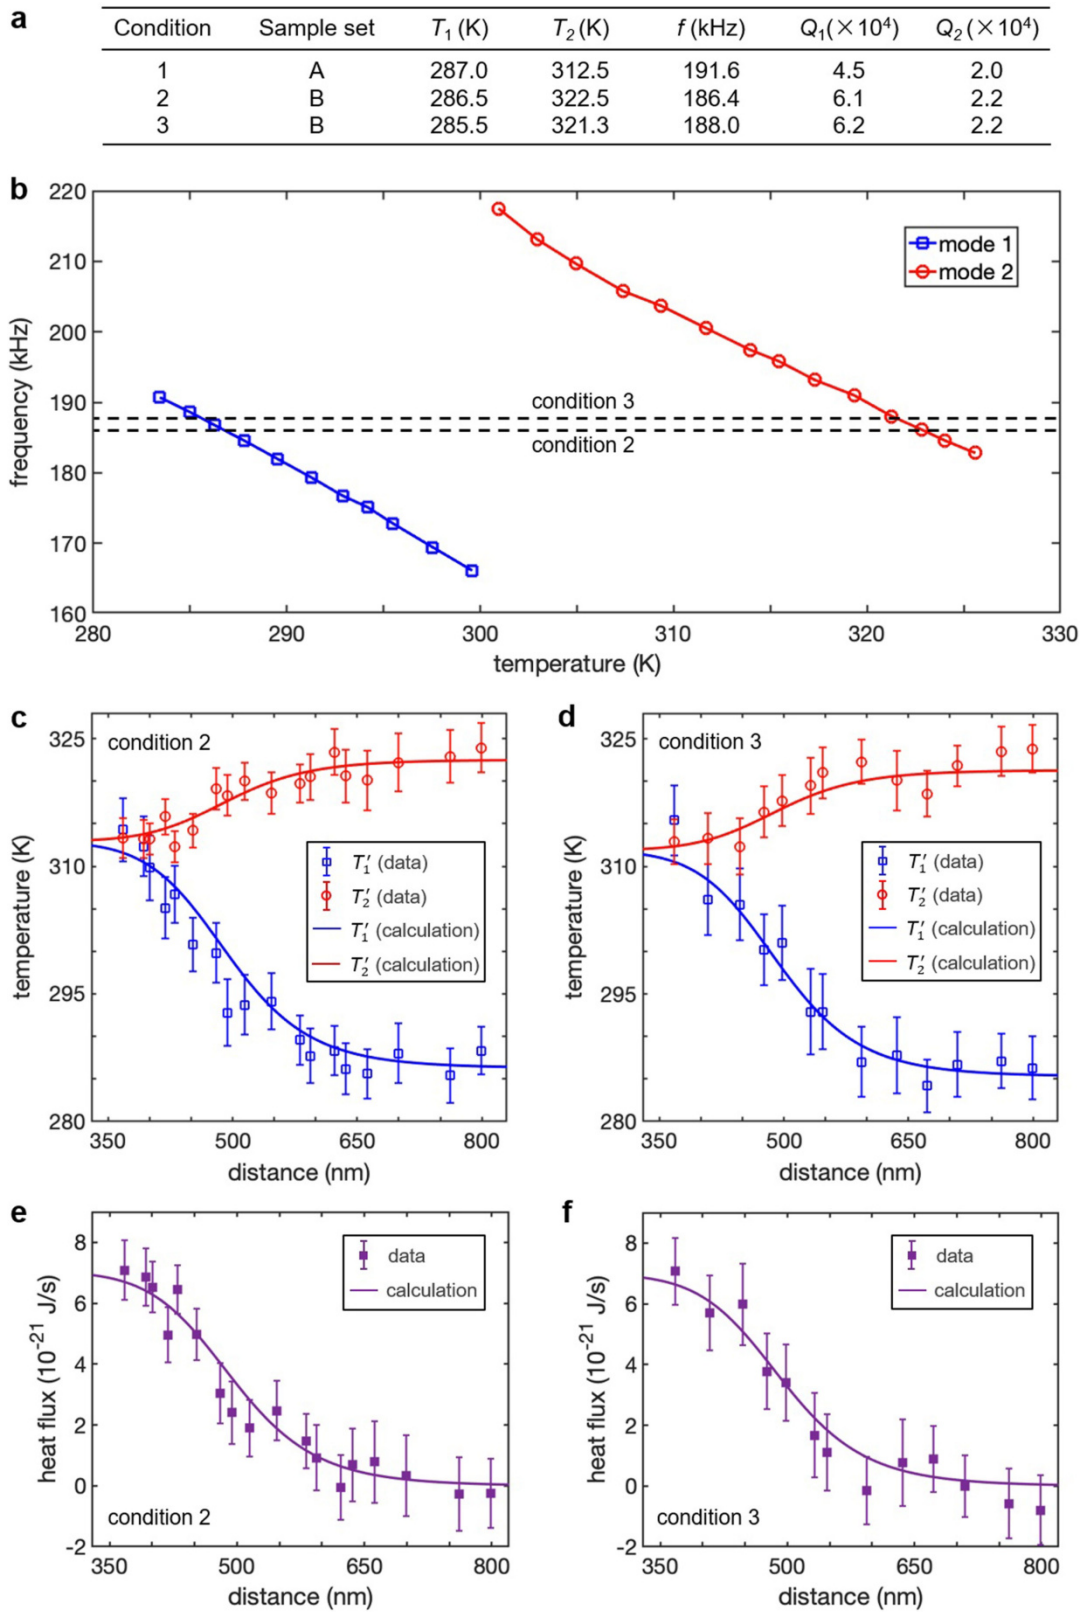 a
Condition Sample set T₁ (K) T₂ (K) f (kHz) Q₁(×10⁴) Q₂ (×10⁴)
1 A 287.0 312.5 191.6 4.5 2.0
2 B 286.5 322.5 186.4 6.1 2.2
3 B 285.5 321.3 188.0 6.2 2.2
b
220
210
200
190
180
170
160
frequency (kHz)
mode 1
mode 2
condition 3
condition 2
280 290 300 310 320 330
temperature (K)
c
325
310
295
280
temperature (K)
condition 2
T₁′ (data)
T₂′ (data)
T₁′ (calculation)
T₂′ (calculation)
350 500 650 800
distance (nm)
d
325
310
295
280
temperature (K)
condition 3
T₁′ (data)
T₂′ (data)
T₁′ (calculation)
T₂′ (calculation)
350 500 650 800
distance (nm)
e
8
6
4
2
0
-2
heat flux (10⁻²¹ J/s)
data
calculation
condition 2
350 500 650 800
distance (nm)
f
8
6
4
2
0
-2
heat flux (10⁻²¹ J/s)
data
calculation
condition 3
350 500 650 800
distance (nm)